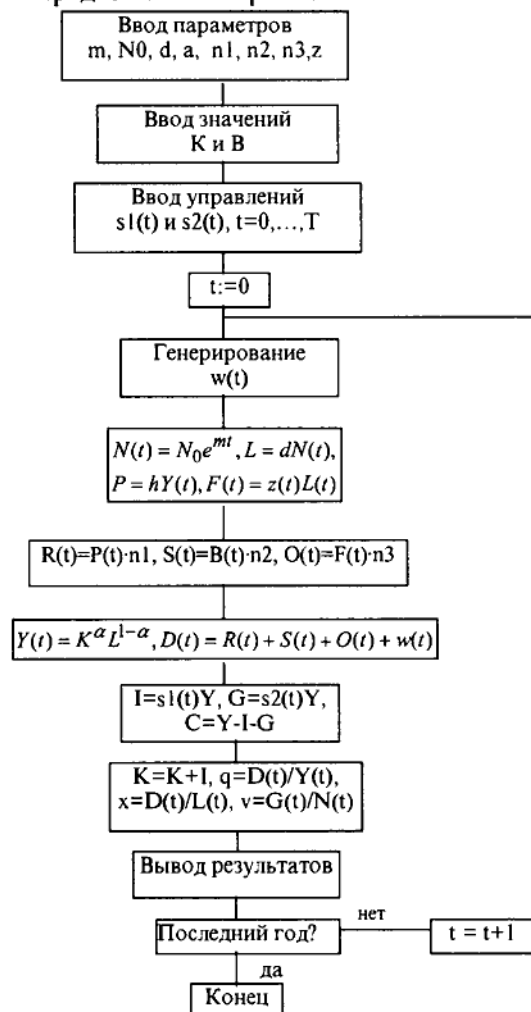 Ввод параметров
m, N0, d, a, n1, n2, n3,z
Ввод значений
К и В
Ввод управлений
s1(t) и s2(t), t=0,...,T
t:=0
Генерирование
w(t)
N(t) = N₀e^{mt}, L = dN(t),
P = hY(t), F(t) = z(t)L(t)
R(t)=P(t)·n1, S(t)=B(t)·n2, O(t)=F(t)·n3
Y(t) = K^α L^{1-α}, D(t) = R(t) + S(t) + O(t) + w(t)
I=s1(t)Y, G=s2(t)Y,
C=Y-I-G
K=K+I, q=D(t)/Y(t),
x=D(t)/L(t), v=G(t)/N(t)
Вывод результатов
Последний год?
нет
t = t+1
да
Конец